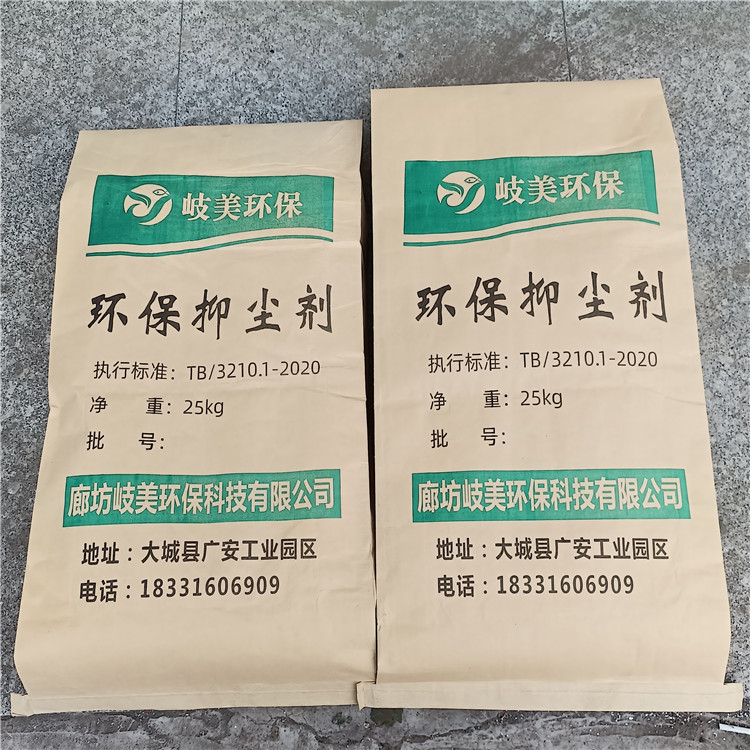 岐美环保
环保抑尘剂
执行标准：TB/3210.1-2020
净 重：25kg
批 号：
廊坊岐美环保科技有限公司
地址：大城县广安工业园区
电话：18331606909
岐美环保
环保抑尘剂
执行标准：TB/3210.1-2020
净 重：25kg
批 号：
廊坊岐美环保科技有限公司
地址：大城县广安工业园区
电话：18331606909